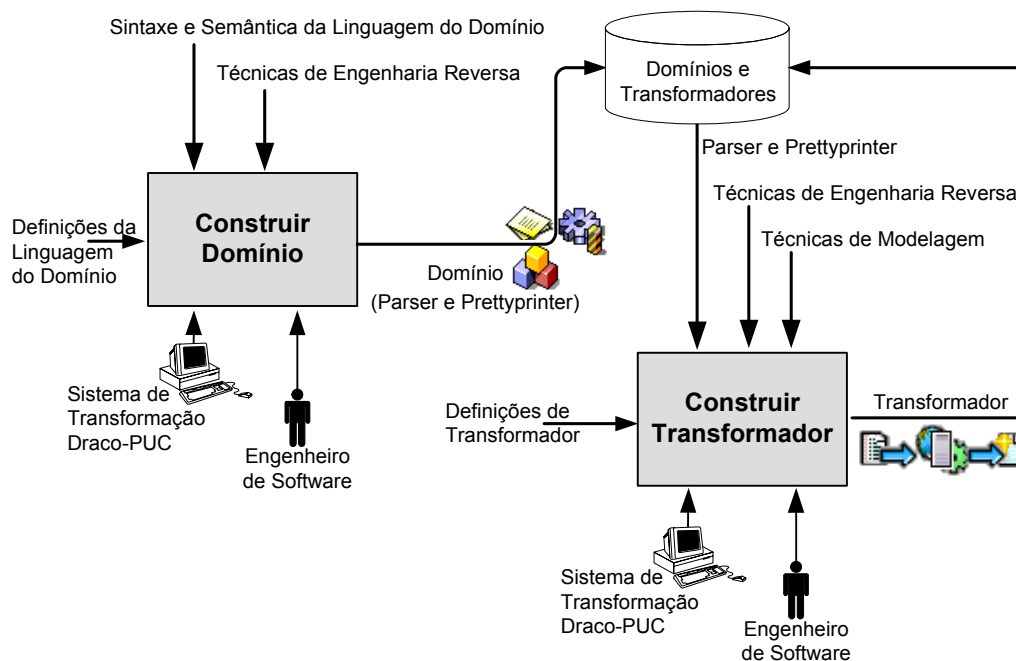 Sintaxe e Semântica da Linguagem do Domínio
Técnicas de Engenharia Reversa
Domínios e
Transformadores
Parser e Prettyprinter
Técnicas de Engenharia Reversa
Técnicas de Modelagem
Definições da
Linguagem
do Domínio
Construir
Domínio
Domínio
(Parser e Prettyprinter)
Sistema de
Transformação
Draco-PUC
Engenheiro
de Software
Definições de
Transformador
Construir
Transformador
Transformador
Sistema de
Transformação
Draco-PUC
Engenheiro
de Software